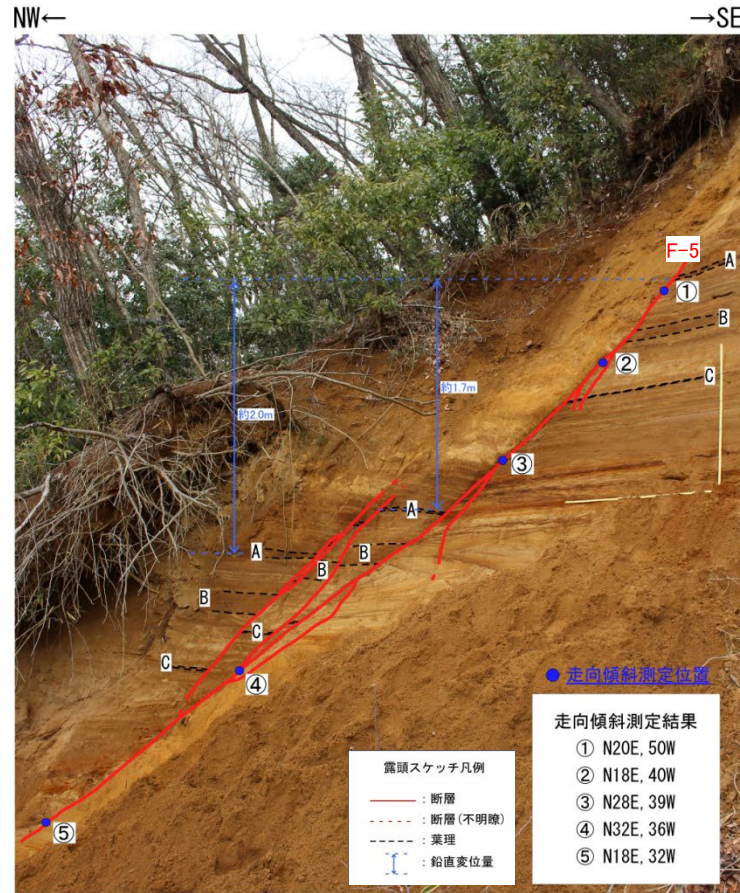 NW←
→SE
F-5
A
①
B
②
C
約2.0m
約1.7m
③
A
A
B
B
B
C
C
④
⑤
走向傾斜測定位置
走向傾斜測定結果
① N20E, 50W
② N18E, 40W
③ N28E, 39W
④ N32E, 36W
⑤ N18E, 32W
露頭スケッチ凡例
：断層
：断層(不明瞭)
：葉理
：鉛直変位量